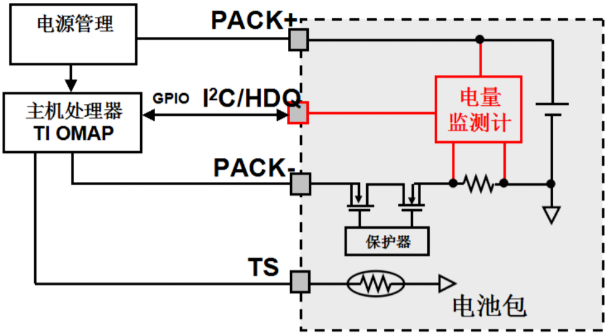 电源管理
PACK+
主机处理器
TI OMAP
GPIO
I²C/HDQ
电量
监测计
PACK-
保护器
TS
电池包